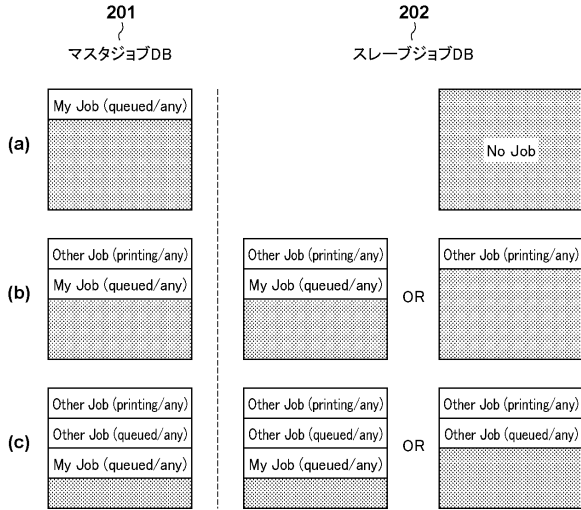 201 202
マスタジョブDB スレーブジョブDB
(a) My Job (queued/any) No Job
(b) Other Job (printing/any) Other Job (printing/any) Other Job (printing/any)
My Job (queued/any) My Job (queued/any) OR
(c) Other Job (printing/any) Other Job (printing/any) Other Job (printing/any)
Other Job (queued/any) Other Job (queued/any) OR Other Job (queued/any)
My Job (queued/any) My Job (queued/any)